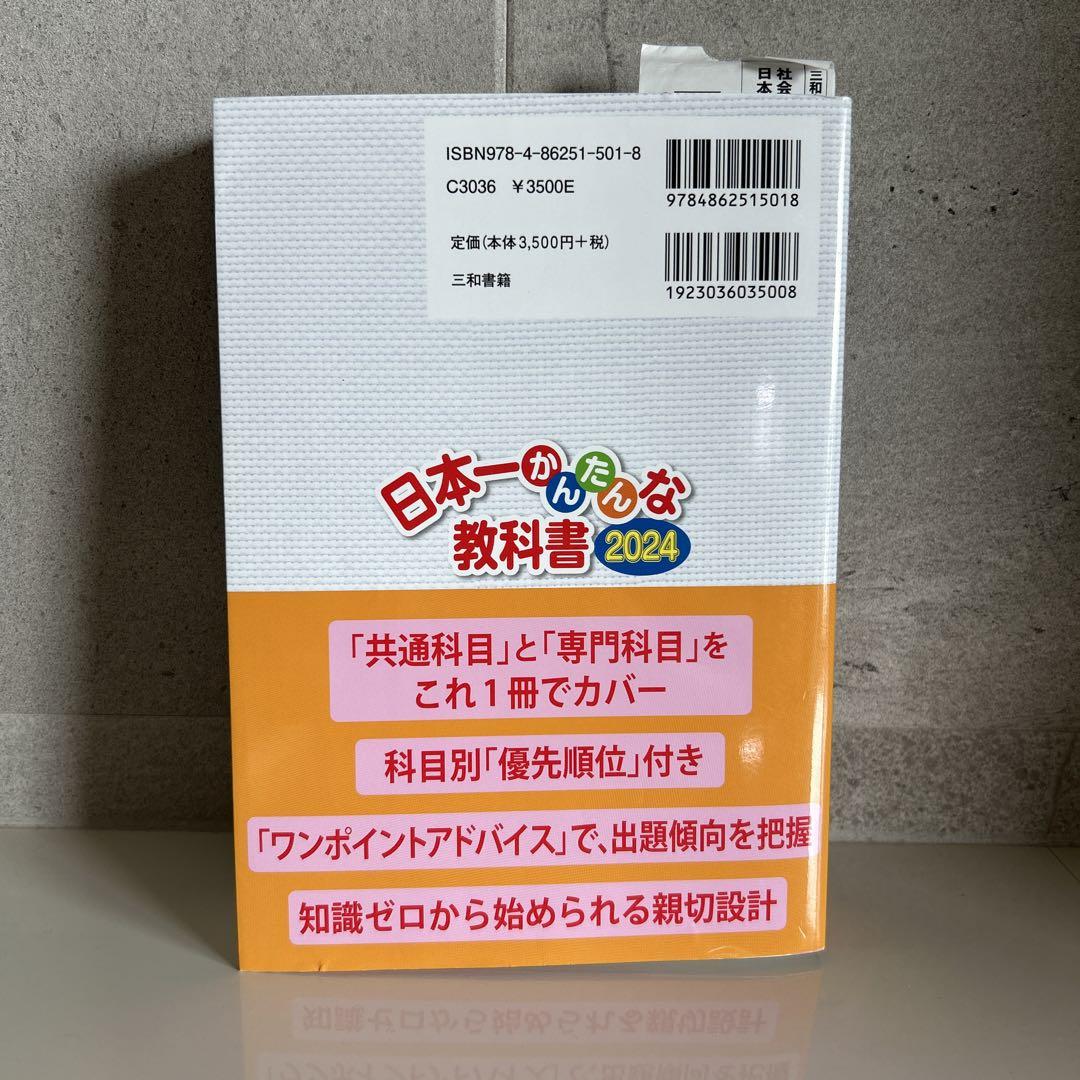 三和
社会
日本
ISBN978-4-86251-501-8
C3036 ¥3500E
定価(本体3,500円+税)
三和書籍
9784862515018
1923036035008
日本一かんたんな
教科書 2024
「共通科目」と「専門科目」を
これ1冊でカバー
科目別「優先順位」付き
「ワンポイントアドバイス」で、出題傾向を把握
知識ゼロから始められる親切設計